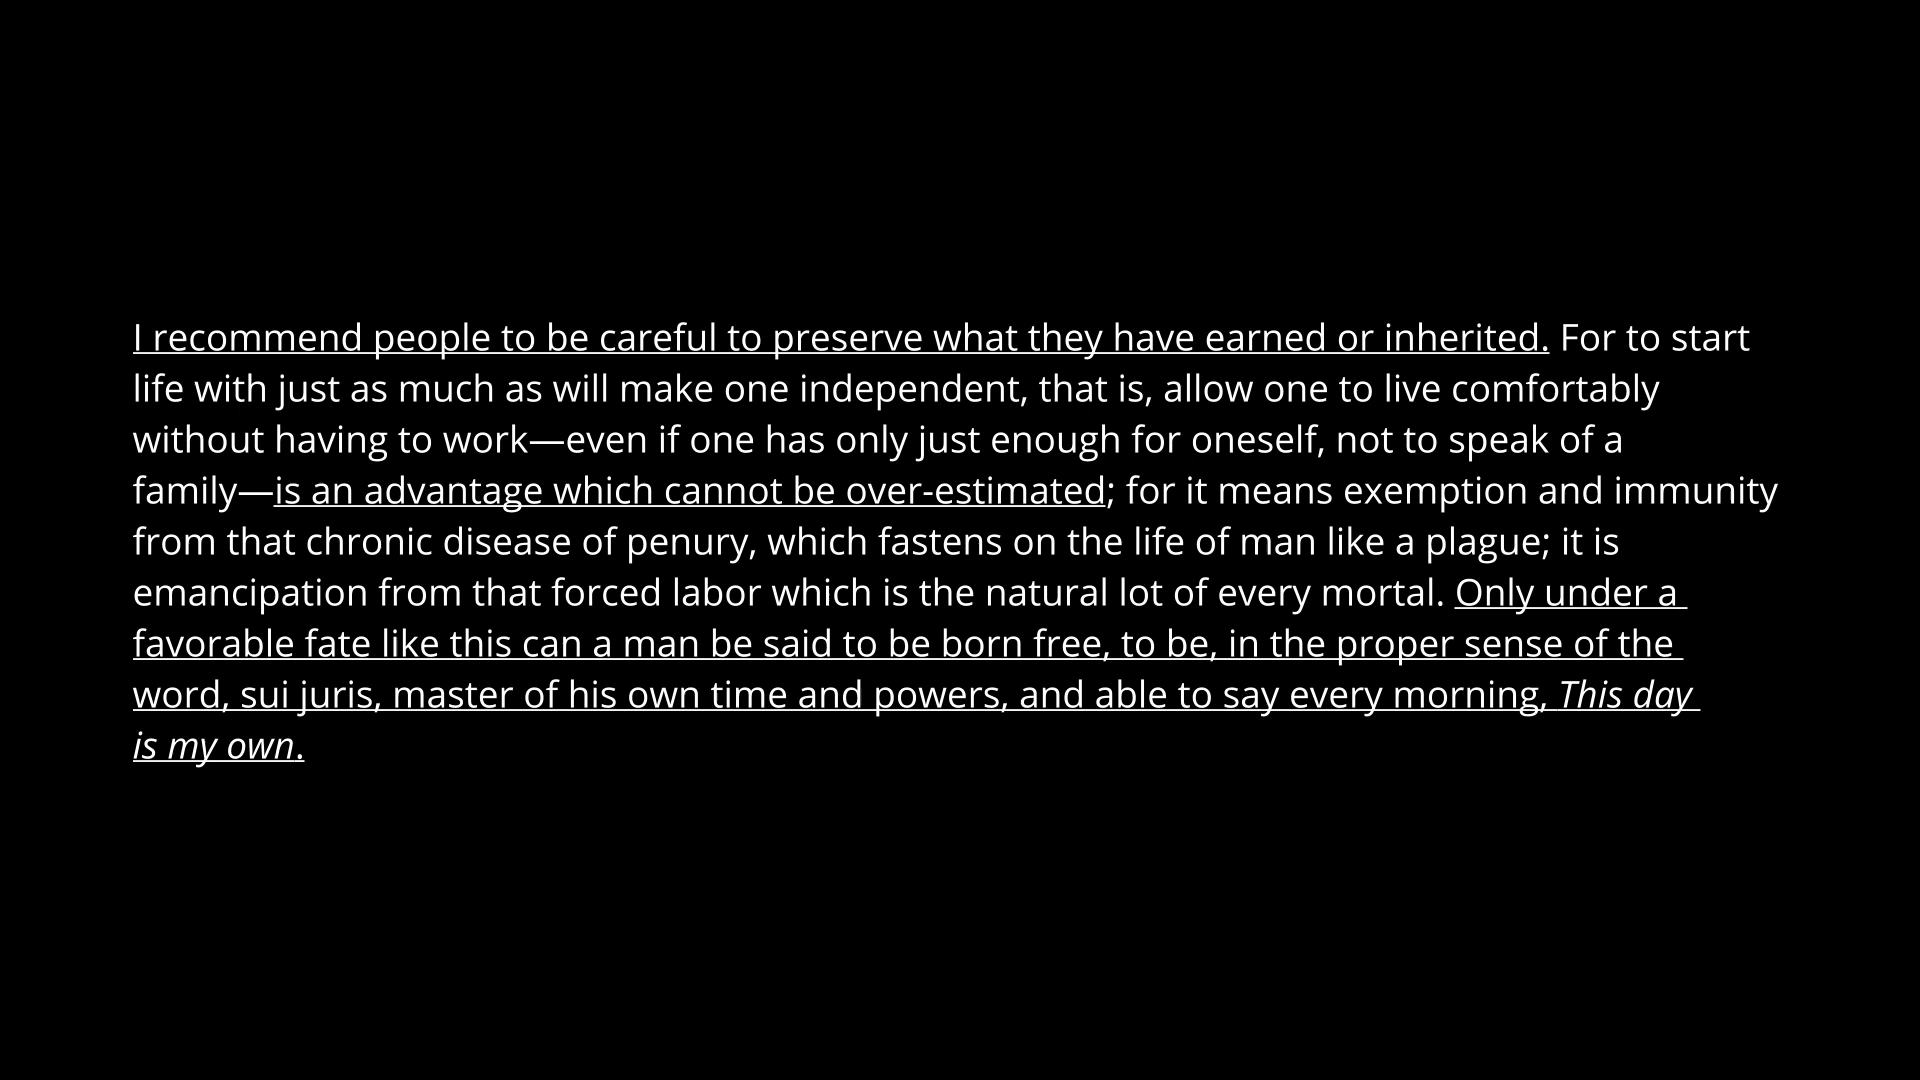 I recommend people to be careful to preserve what they have earned or inherited. For to start
life with just as much as will make one independent, that is, allow one to live comfortably
without having to work—even if one has only just enough for oneself, not to speak of a
family—is an advantage which cannot be over-estimated; for it means exemption and immunity
from that chronic disease of penury, which fastens on the life of man like a plague; it is
emancipation from that forced labor which is the natural lot of every mortal. Only under a
favorable fate like this can a man be said to be born free, to be, in the proper sense of the
word, sui juris, master of his own time and powers, and able to say every morning, This day
is my own.